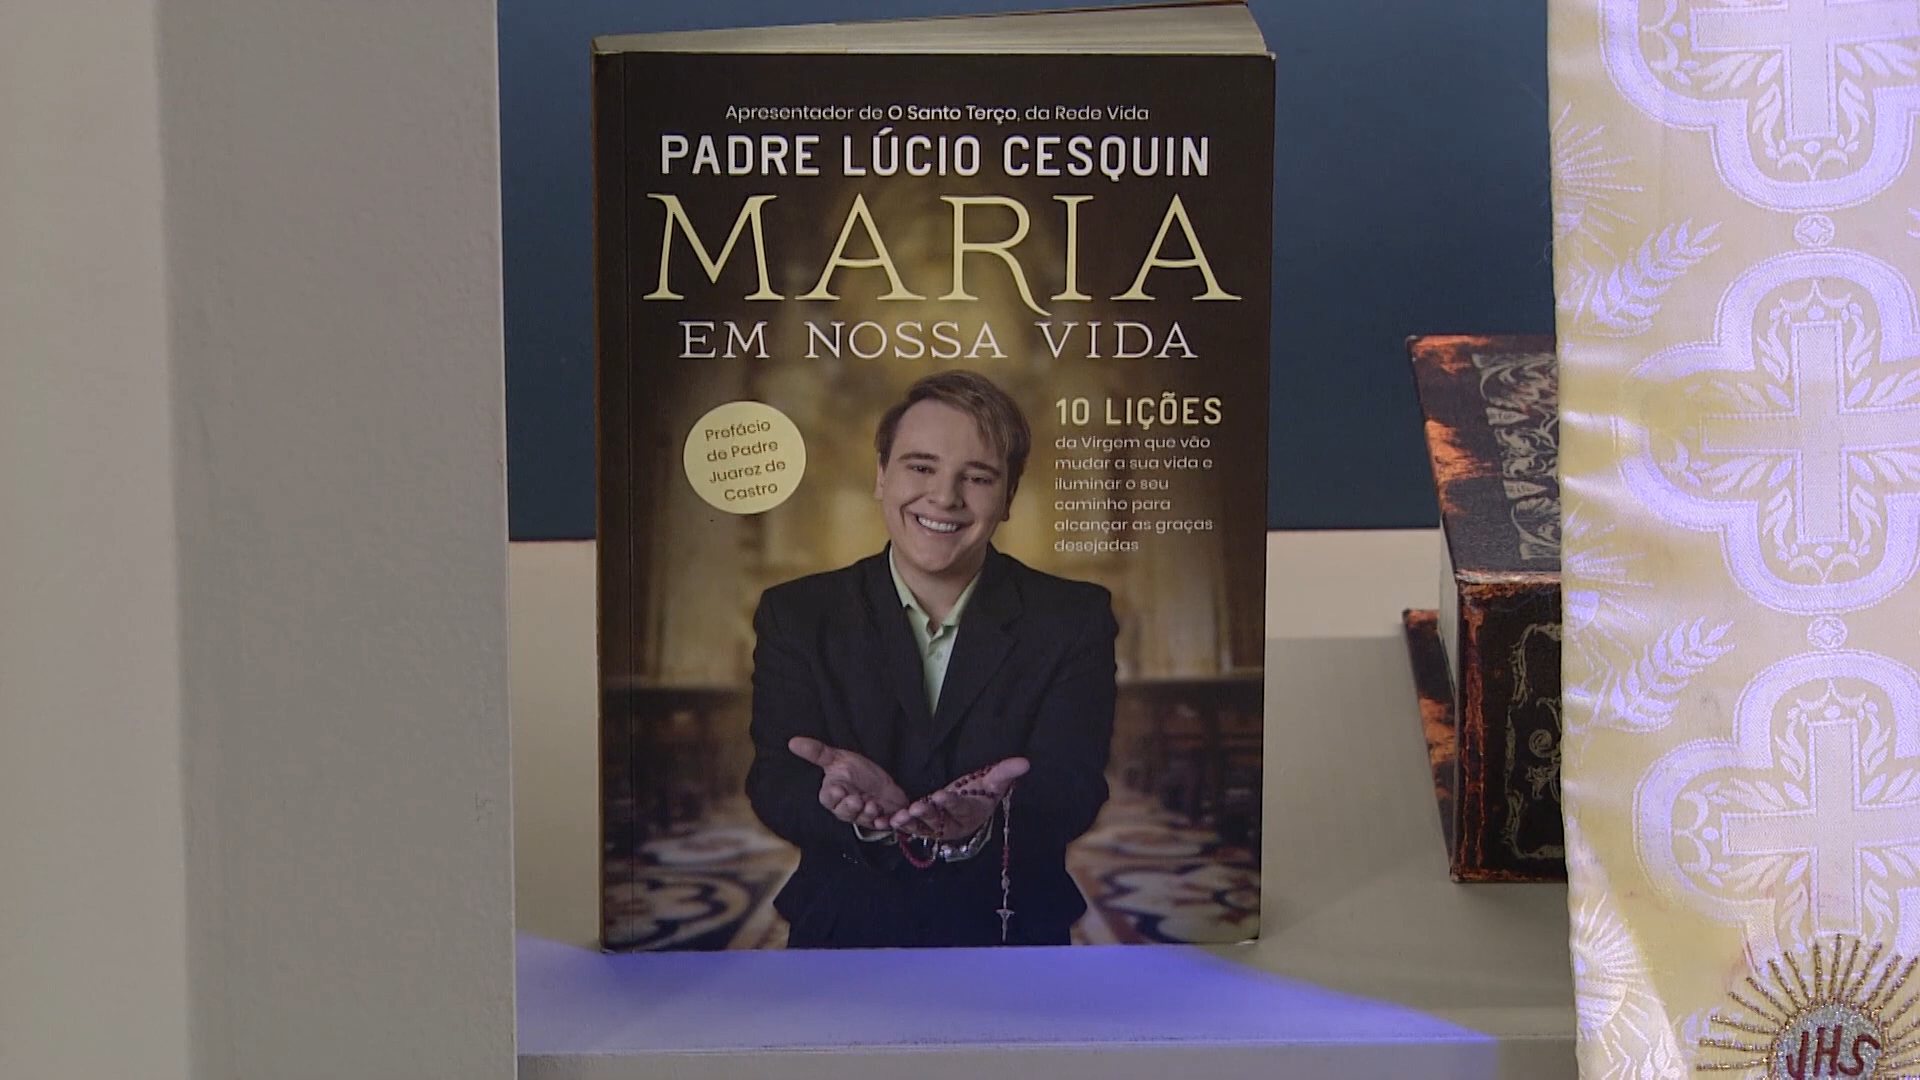 Apresentador de O Santo Terço, da Rede Vida
PADRE LÚCIO CESQUIN
MARIA
EM NOSSA VIDA
Prefácio
de Padre
Juarez de
Castro
10 LIÇÕES
da Virgem que vão
mudar a sua vida e
iluminar o seu
caminho para
alcançar as graças
desejadas
JHS